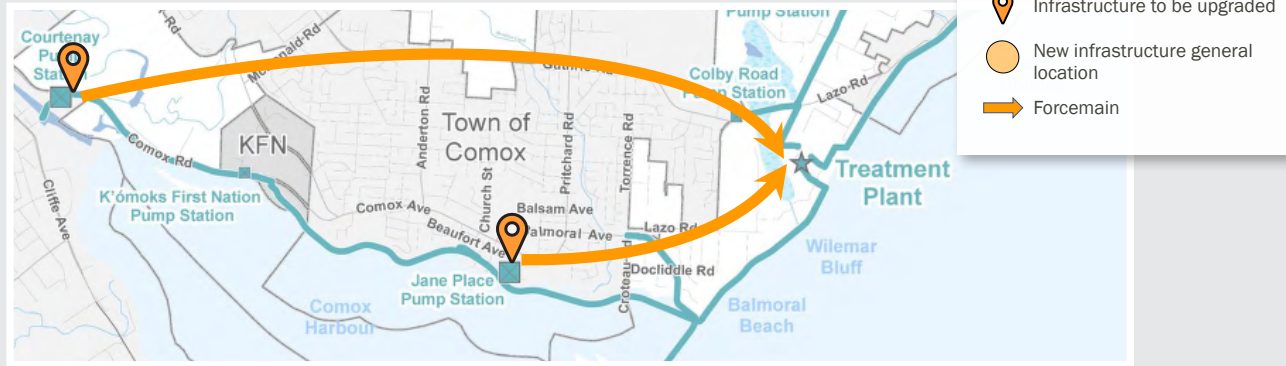 Infrastructure to be upgraded
New infrastructure general
location
Forcemain
Pump Station
Courtenay
Pump
Station
McDonald-Rd
Guthrie Rd
Colby Road
Pump Station
Lazo-Rd
Town of
Comox
Anderton Rd
Pritchard Rd
Torrence Rd
KFN
Comox Rd
Treatment
Plant
K'ómoks First Nation
Pump Station
Cliffe-Ave
Church St
Comox Ave
Balsam Ave
Beaufort Ave
Balmoral Ave
Lazo Rd
Wilemar
Bluff
Docliddle Rd
Croteau-Rd
Jane Place
Pump Station
Comox
Harbour
Balmoral
Beach